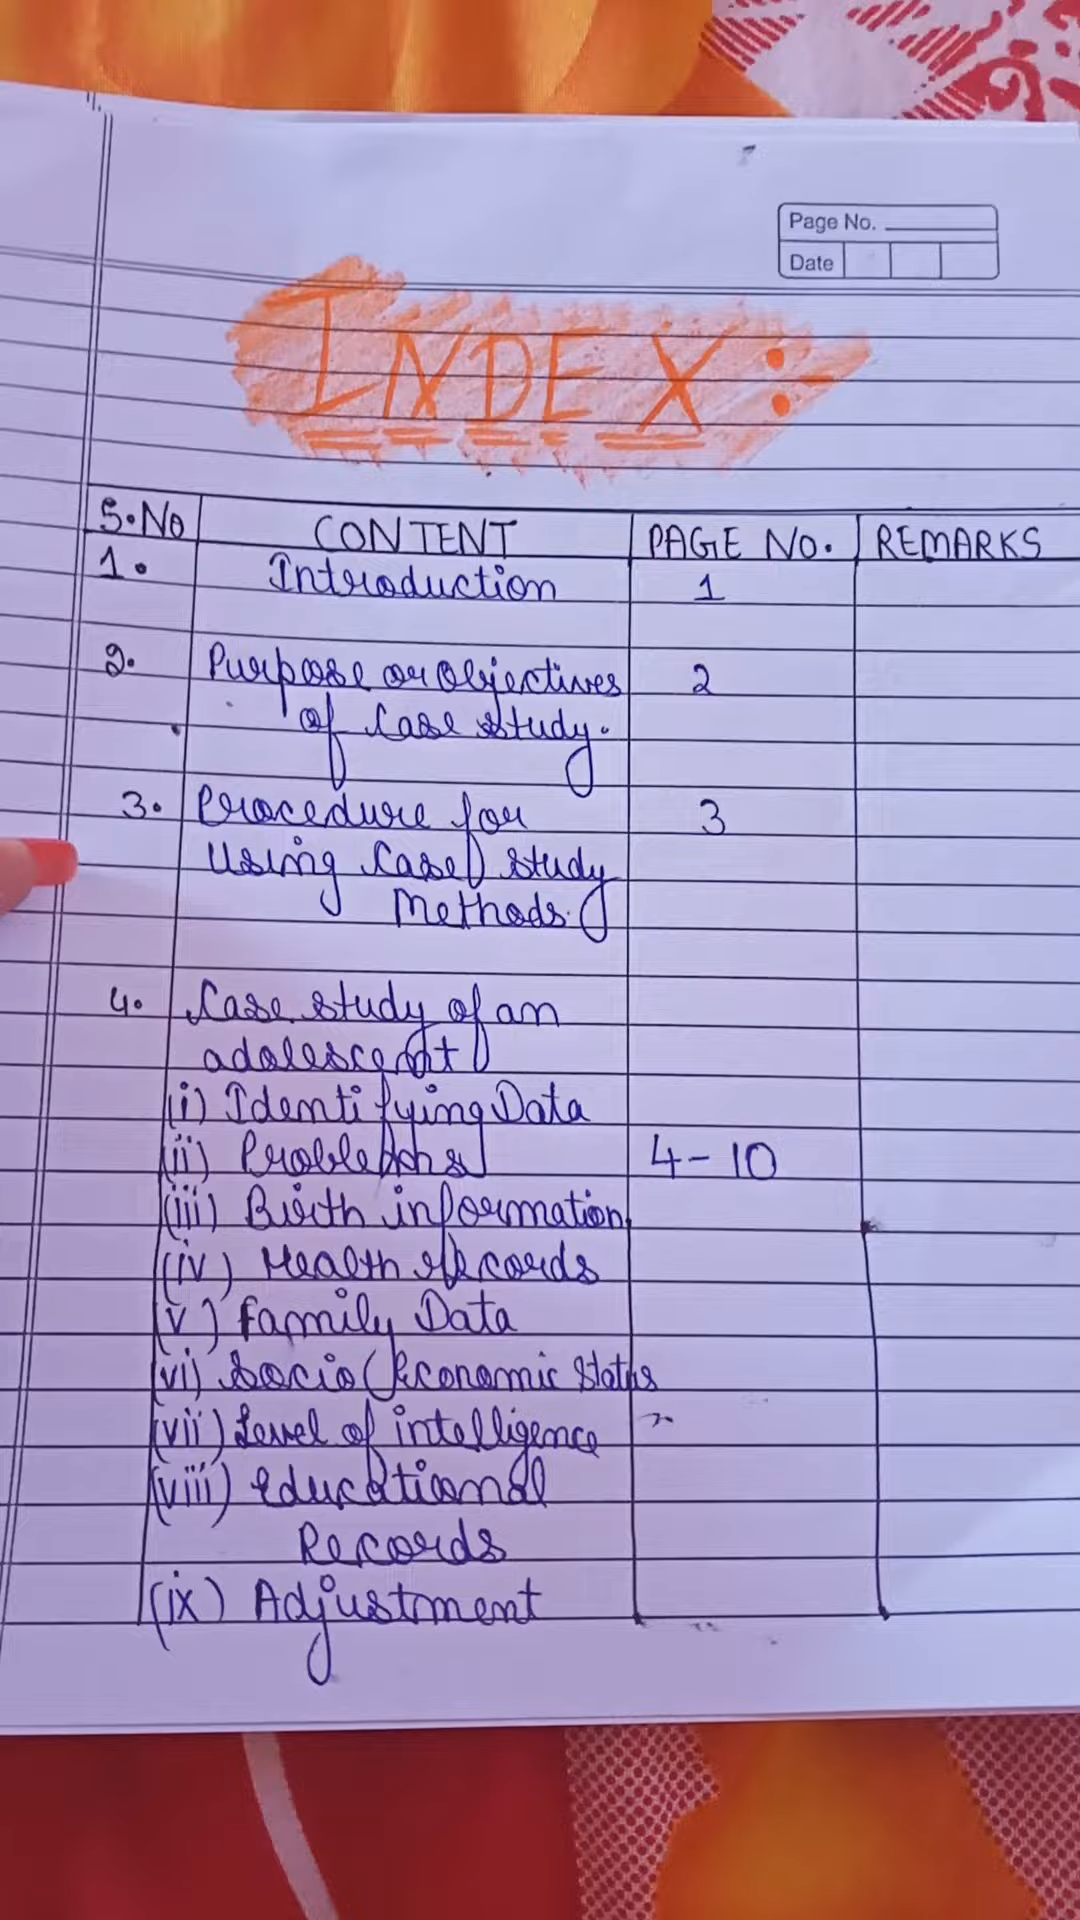 Page No.
Date
INDEX:-
S.No CONTENT PAGE NO. REMARKS
1. Introduction 1
2. Purpose or objectives 2
of case study.
3. Procedure for 3
using case study
Methods.
4. Case study of an
adolescent
(i) Identifying Data
(ii) Problems 4-10
(iii) Birth information
(iv) Health records
(v) Family Data
(vi) Socio economic status
(vii) Level of intelligence
(viii) educational
Records
(ix) Adjustment